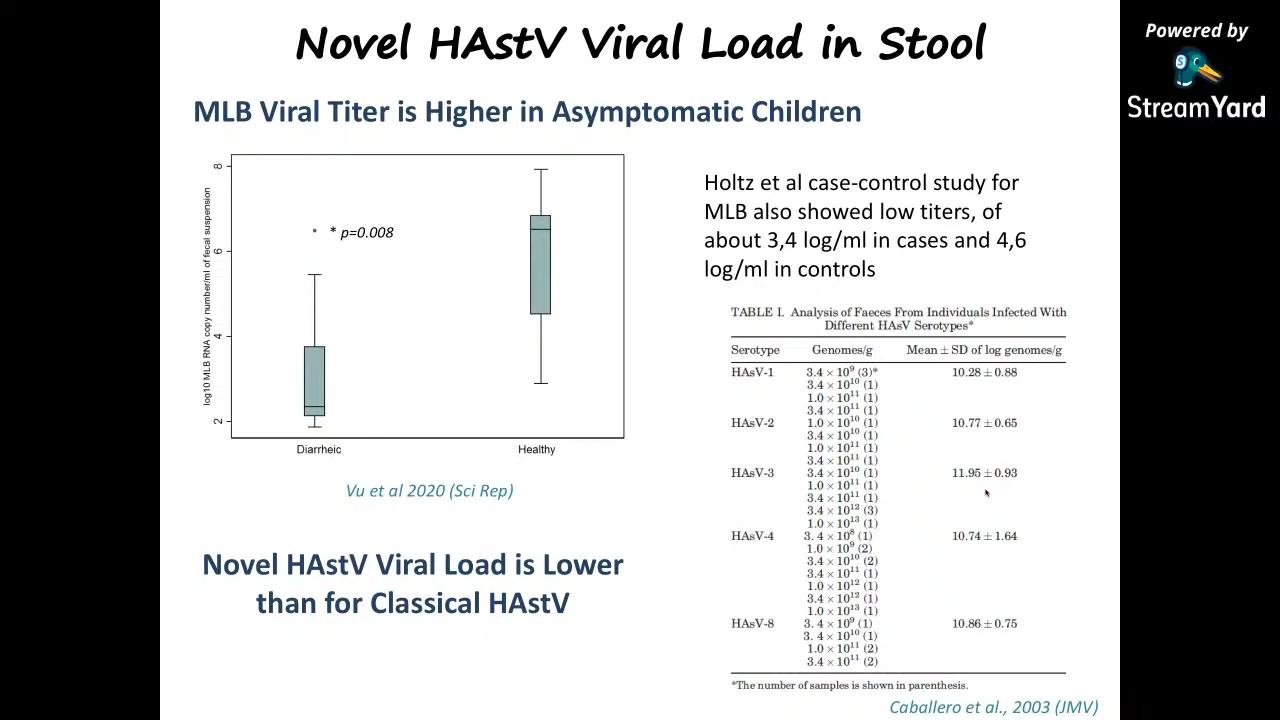 Novel HAstV Viral Load in Stool
Powered by
StreamYard
MLB Viral Titer is Higher in Asymptomatic Children
log10 MLB RNA copy number/ml of fecal suspension
8
6
4
2
* p=0.008
Diarrheic Healthy
Vu et al 2020 (Sci Rep)
Novel HAstV Viral Load is Lower
than for Classical HAstV
Holtz et al case-control study for
MLB also showed low titers, of
about 3,4 log/ml in cases and 4,6
log/ml in controls
TABLE I. Analysis of Faeces From Individuals Infected With
Different HAsV Serotypes*
Serotype Genomes/g Mean ± SD of log genomes/g
HAsV-1 3.4 × 10⁹ (3)* 10.28 ± 0.88
3.4 × 10¹⁰ (1)
1.0 × 10¹¹ (1)
3.4 × 10¹¹ (1)
HAsV-2 1.0 × 10¹⁰ (1) 10.77 ± 0.65
3.4 × 10¹⁰ (1)
1.0 × 10¹¹ (1)
3.4 × 10¹¹ (1)
HAsV-3 3.4 × 10¹⁰ (1) 11.95 ± 0.93
1.0 × 10¹¹ (1)
3.4 × 10¹¹ (1)
3.4 × 10¹² (3)
1.0 × 10¹³ (1)
HAsV-4 3. 4 × 10⁸ (1) 10.74 ± 1.64
1.0 × 10⁹ (2)
3.4 × 10¹⁰ (2)
3.4 × 10¹¹ (1)
1.0 × 10¹² (1)
3.4 × 10¹² (1)
1.0 × 10¹³ (1)
HAsV-8 3. 4 × 10⁹ (1) 10.86 ± 0.75
3. 4 × 10¹⁰ (1)
1.0 × 10¹¹ (2)
3.4 × 10¹¹ (2)
*The number of samples is shown in parenthesis.
Caballero et al., 2003 (JMV)